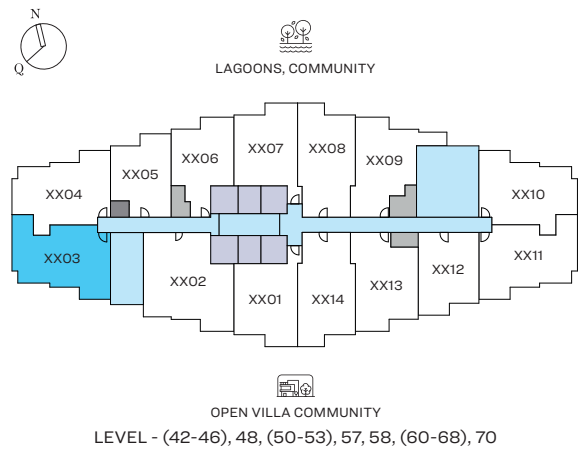 N
Q
LAGOONS, COMMUNITY
XX07 XX08
XX06 XX09
XX05
XX04 XX10
XX03 XX11
XX02 XX12
XX13
XX01 XX14
OPEN VILLA COMMUNITY
LEVEL - (42-46), 48, (50-53), 57, 58, (60-68), 70